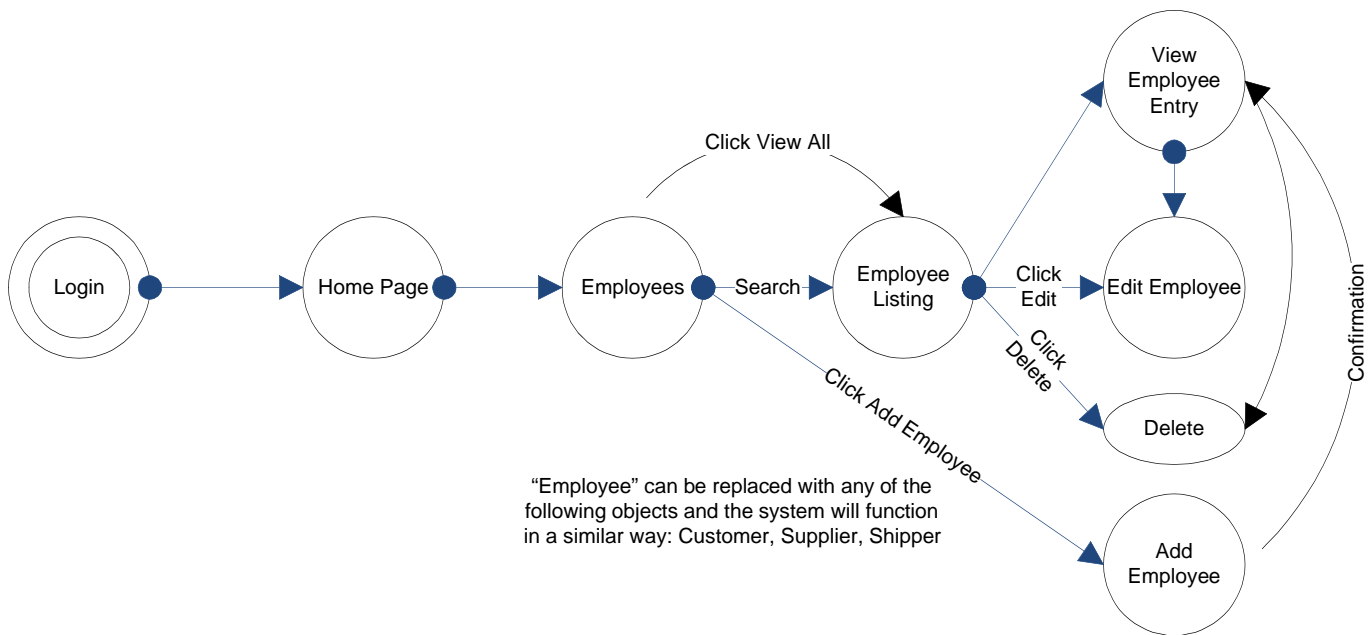 View
Employee
Entry
Click View All
Login
Home Page
Employees
Search
Employee
Listing
Click
Edit
Edit Employee
Click
Delete
Confirmation
Click Add Employee
Delete
“Employee” can be replaced with any of the
following objects and the system will function
in a similar way: Customer, Supplier, Shipper
Add
Employee